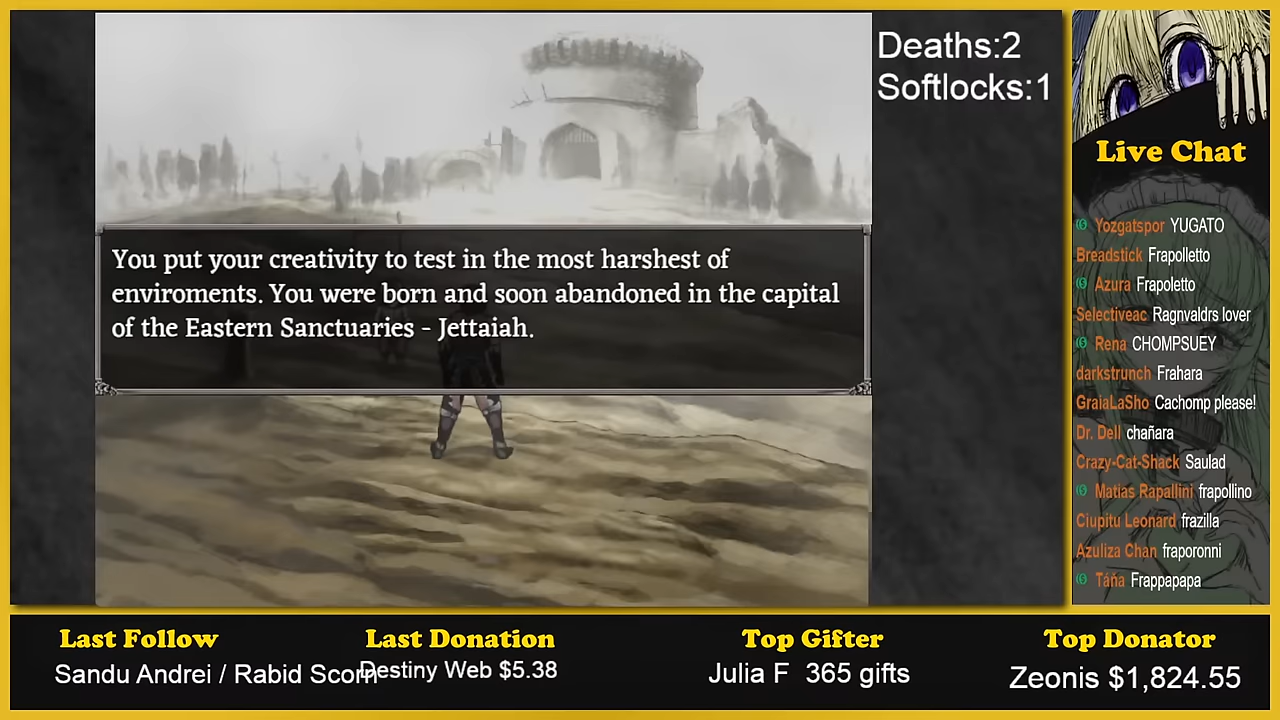 Deaths:2
Softlocks:1
You put your creativity to test in the most harshest of
enviroments. You were born and soon abandoned in the capital
of the Eastern Sanctuaries - Jettaiah.
Live Chat
Yozgatspor YUGATO
Breadstick Frapolletto
Azura Frapoletto
Selectiveac Ragnvaldrs lover
Rena CHOMPSUEY
darkstrunch Frahara
GraiaLaSho Cachomp please!
Dr. Dell chañara
Crazy-Cat-Shack Saulad
Matias Rapallini frapollino
Ciupitu Leonard frazilla
Azuliza Chan fraporonni
Táňa Frappapapa
Last Follow
Sandu Andrei / Rabid Scorn
Last Donation
Destiny Web $5.38
Top Gifter
Julia F 365 gifts
Top Donator
Zeonis $1,824.55